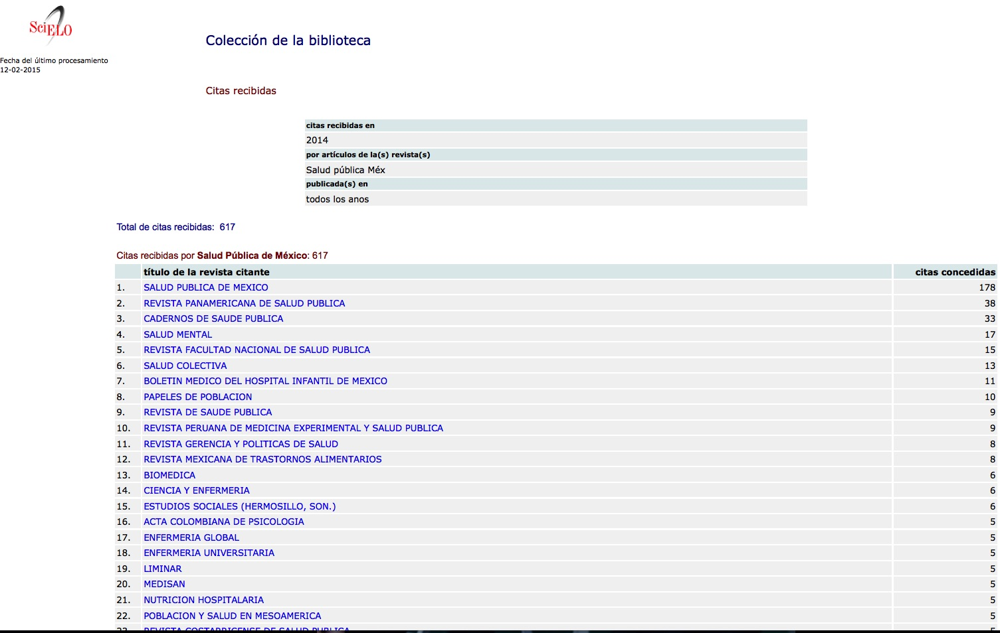 SciELO
Colección de la biblioteca
Fecha del último procesamiento
12-02-2015
Citas recibidas
citas recibidas en
2014
por artículos de la(s) revista(s)
Salud pública Méx
publicada(s) en
todos los anos
Total de citas recibidas: 617
Citas recibidas por Salud Pública de México: 617
título de la revista citante citas concedidas
1. SALUD PUBLICA DE MEXICO 178
2. REVISTA PANAMERICANA DE SALUD PUBLICA 38
3. CADERNOS DE SAUDE PUBLICA 33
4. SALUD MENTAL 17
5. REVISTA FACULTAD NACIONAL DE SALUD PUBLICA 15
6. SALUD COLECTIVA 13
7. BOLETIN MEDICO DEL HOSPITAL INFANTIL DE MEXICO 11
8. PAPELES DE POBLACION 10
9. REVISTA DE SAUDE PUBLICA 9
10. REVISTA PERUANA DE MEDICINA EXPERIMENTAL Y SALUD PUBLICA 9
11. REVISTA GERENCIA Y POLITICAS DE SALUD 8
12. REVISTA MEXICANA DE TRASTORNOS ALIMENTARIOS 8
13. BIOMEDICA 6
14. CIENCIA Y ENFERMERIA 6
15. ESTUDIOS SOCIALES (HERMOSILLO, SON.) 6
16. ACTA COLOMBIANA DE PSICOLOGIA 5
17. ENFERMERIA GLOBAL 5
18. ENFERMERIA UNIVERSITARIA 5
19. LIMINAR 5
20. MEDISAN 5
21. NUTRICION HOSPITALARIA 5
22. POBLACION Y SALUD EN MESOAMERICA 5
23. REVISTA COSTARRICENSE DE SALUD PUBLICA 5